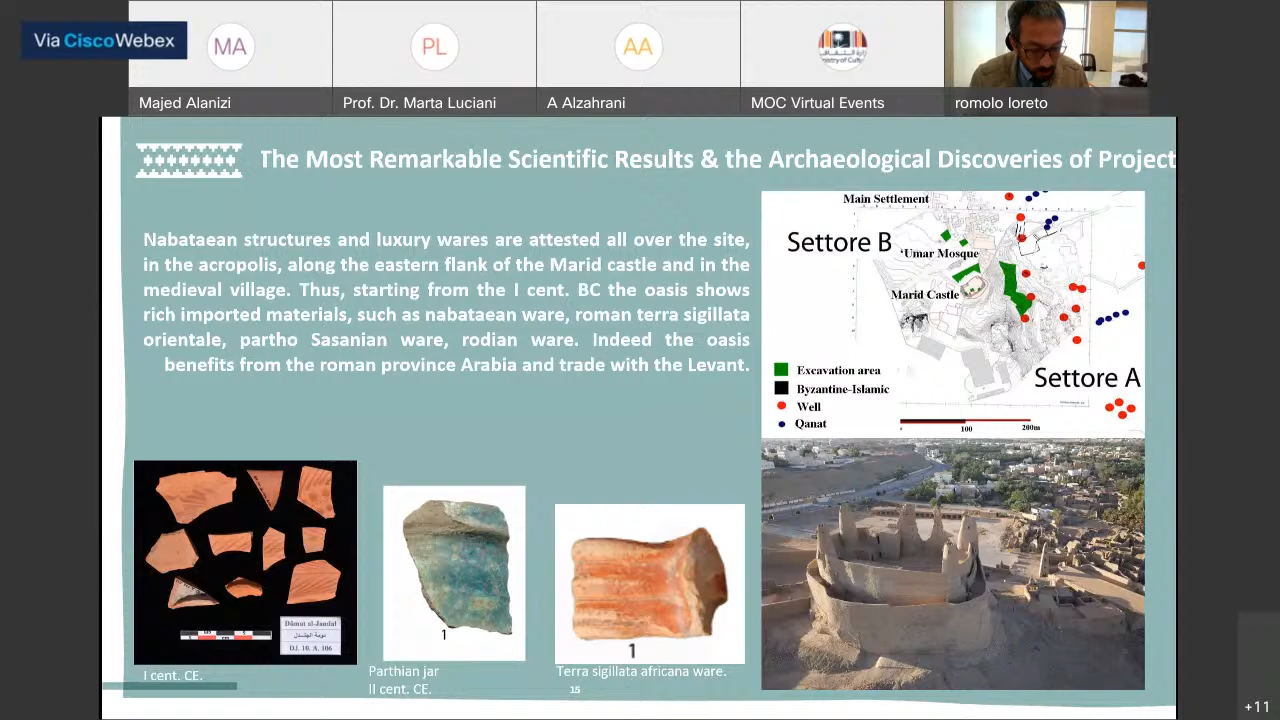 Via Cisco Webex
MA
PL
AA
Majed Alanizi
Prof. Dr. Marta Luciani
A Alzahrani
MOC Virtual Events
romolo loreto
The Most Remarkable Scientific Results & the Archaeological Discoveries of Project
Nabataean structures and luxury wares are attested all over the site,
in the acropolis, along the eastern flank of the Marid castle and in the
medieval village. Thus, starting from the I cent. BC the oasis shows
rich imported materials, such as nabataean ware, roman terra sigillata
orientale, partho Sasanian ware, rodian ware. Indeed the oasis
benefits from the roman province Arabia and trade with the Levant.
Main Settlement
Settore B
'Umar Mosque
Marid Castle
Settore A
Excavation area
Byzantine-Islamic
Well
Qanat
100
200m
Dûmat al-Jandal
دومة الجندل
DJ. 10. A. 106
1
1
I cent. CE.
Parthian jar
II cent. CE.
Terra sigillata africana ware.
15
+11